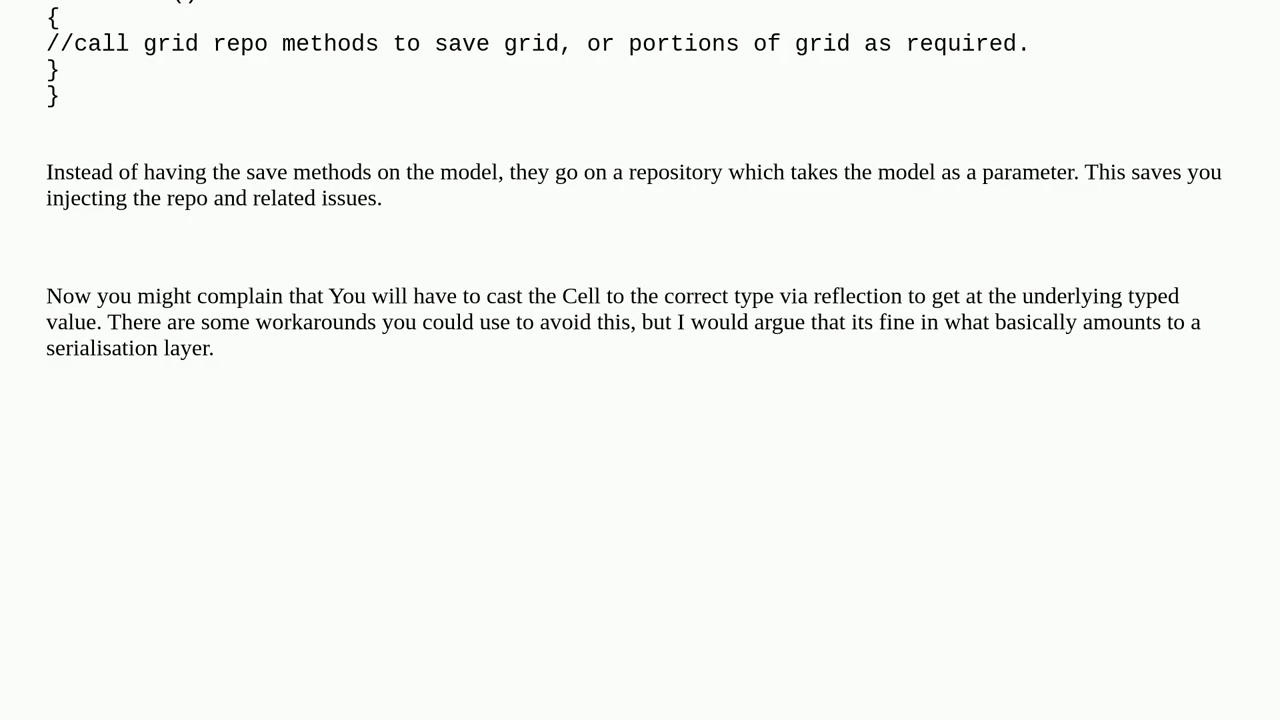 {
//call grid repo methods to save grid, or portions of grid as required.
}
}
Instead of having the save methods on the model, they go on a repository which takes the model as a parameter. This saves you
injecting the repo and related issues.
Now you might complain that You will have to cast the Cell to the correct type via reflection to get at the underlying typed
value. There are some workarounds you could use to avoid this, but I would argue that its fine in what basically amounts to a
serialisation layer.